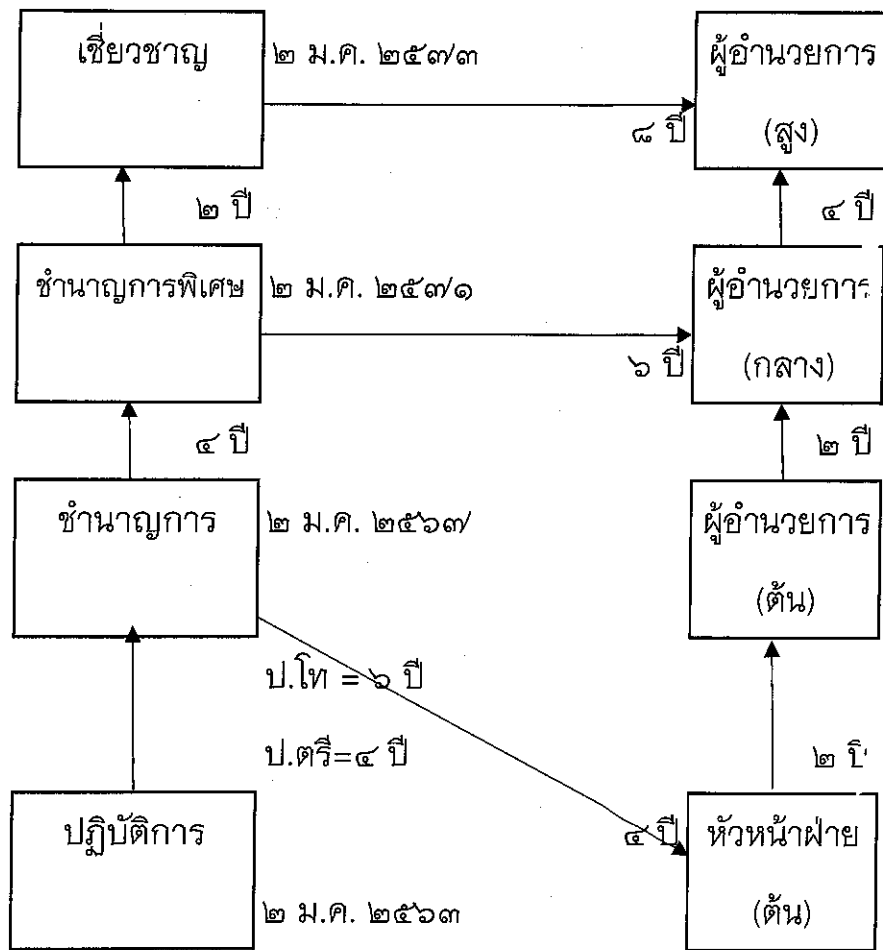 เชี่ยวชาญ
๒ ม.ค. ๒๕๗๓
ผู้อำนวยการ
(สูง)
๘ ปี
๒ ปี
๔ ปี
ชำนาญการพิเศษ
๒ ม.ค. ๒๕๗๑
ผู้อำนวยการ
(กลาง)
๖ ปี
๔ ปี
๒ ปี
ชำนาญการ
๒ ม.ค. ๒๕๖๗
ผู้อำนวยการ
(ต้น)
ป.โท = ๖ ปี
ป.ตรี=๔ ปี
๒ ปี
ปฏิบัติการ
๔ ปี
หัวหน้าฝ่าย
(ต้น)
๒ ม.ค. ๒๕๖๓